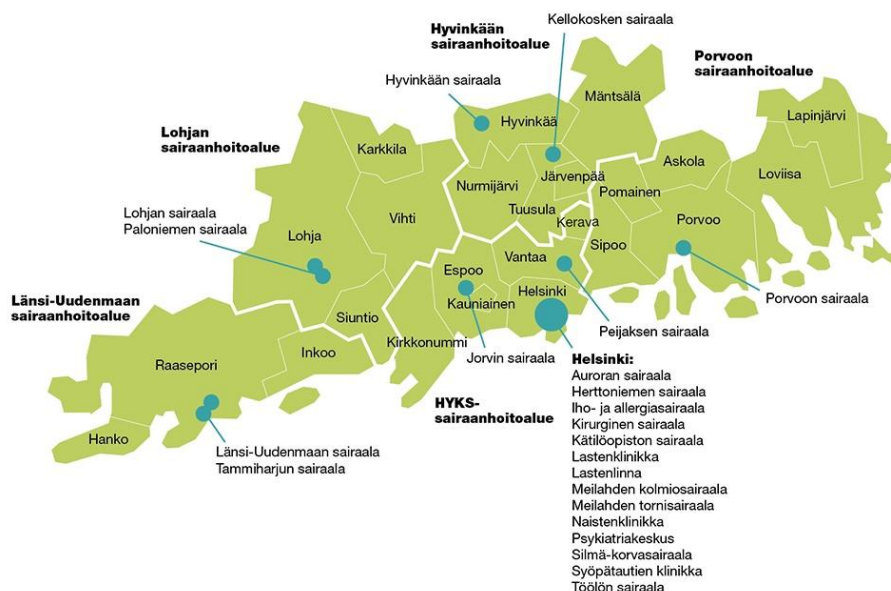 Kellokosken sairaala
Hyvinkään
sairaanhoitoalue
Porvoon
sairaanhoitoalue
Hyvinkään sairaala
Mäntsälä
Lapinjärvi
Hyvinkää
Lohjan
sairaanhoitoalue
Karkkila
Askola
Loviisa
Järvenpää
Nurmijärvi
Pornainen
Tuusula
Vihti
Kerava
Porvoo
Lohjan sairaala
Paloniemen sairaala
Lohja
Sipoo
Vantaa
Espoo
Länsi-Uudenmaan
sairaanhoitoalue
Kauniainen
Helsinki
Porvoon sairaala
Siuntio
Peijaksen sairaala
Kirkkonummi
Inkoo
Jorvin sairaala
Raasepori
HYKS-
sairaanhoitoalue
Hanko
Länsi-Uudenmaan sairaala
Tammiharjun sairaala
Helsinki:
Auroran sairaala
Herttoniemen sairaala
Iho- ja allergiasairaala
Kirurginen sairaala
Kätilöopiston sairaala
Lastenklinikka
Lastenlinna
Meilahden kolmiosairaala
Meilahden tornisairaala
Naistenklinikka
Psykiatriakeskus
Silmä-korvasairaala
Syöpätautien klinikka
Töölön sairaala